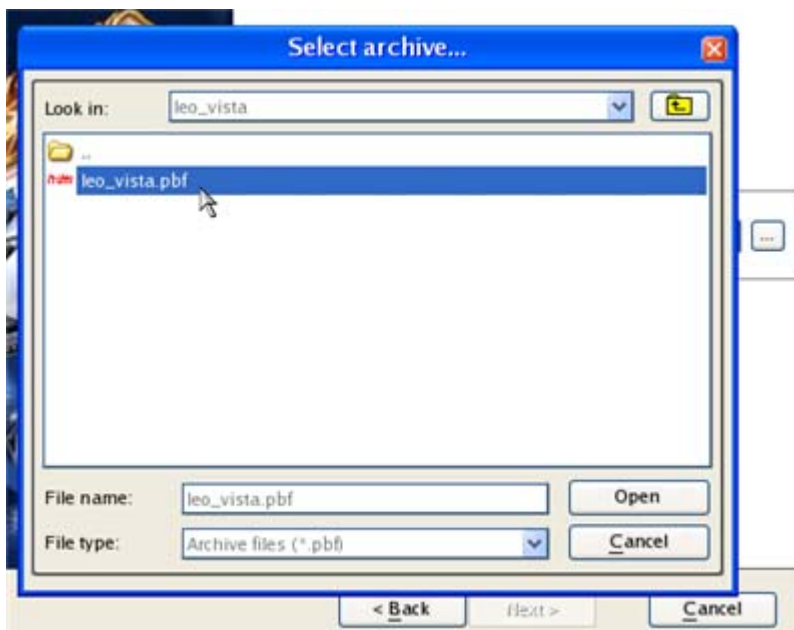 Select archive...
Look in: leo_vista
..
leo_vista.pbf
...
File name: leo_vista.pbf Open
File type: Archive files (*.pbf) Cancel
< Back Next > Cancel